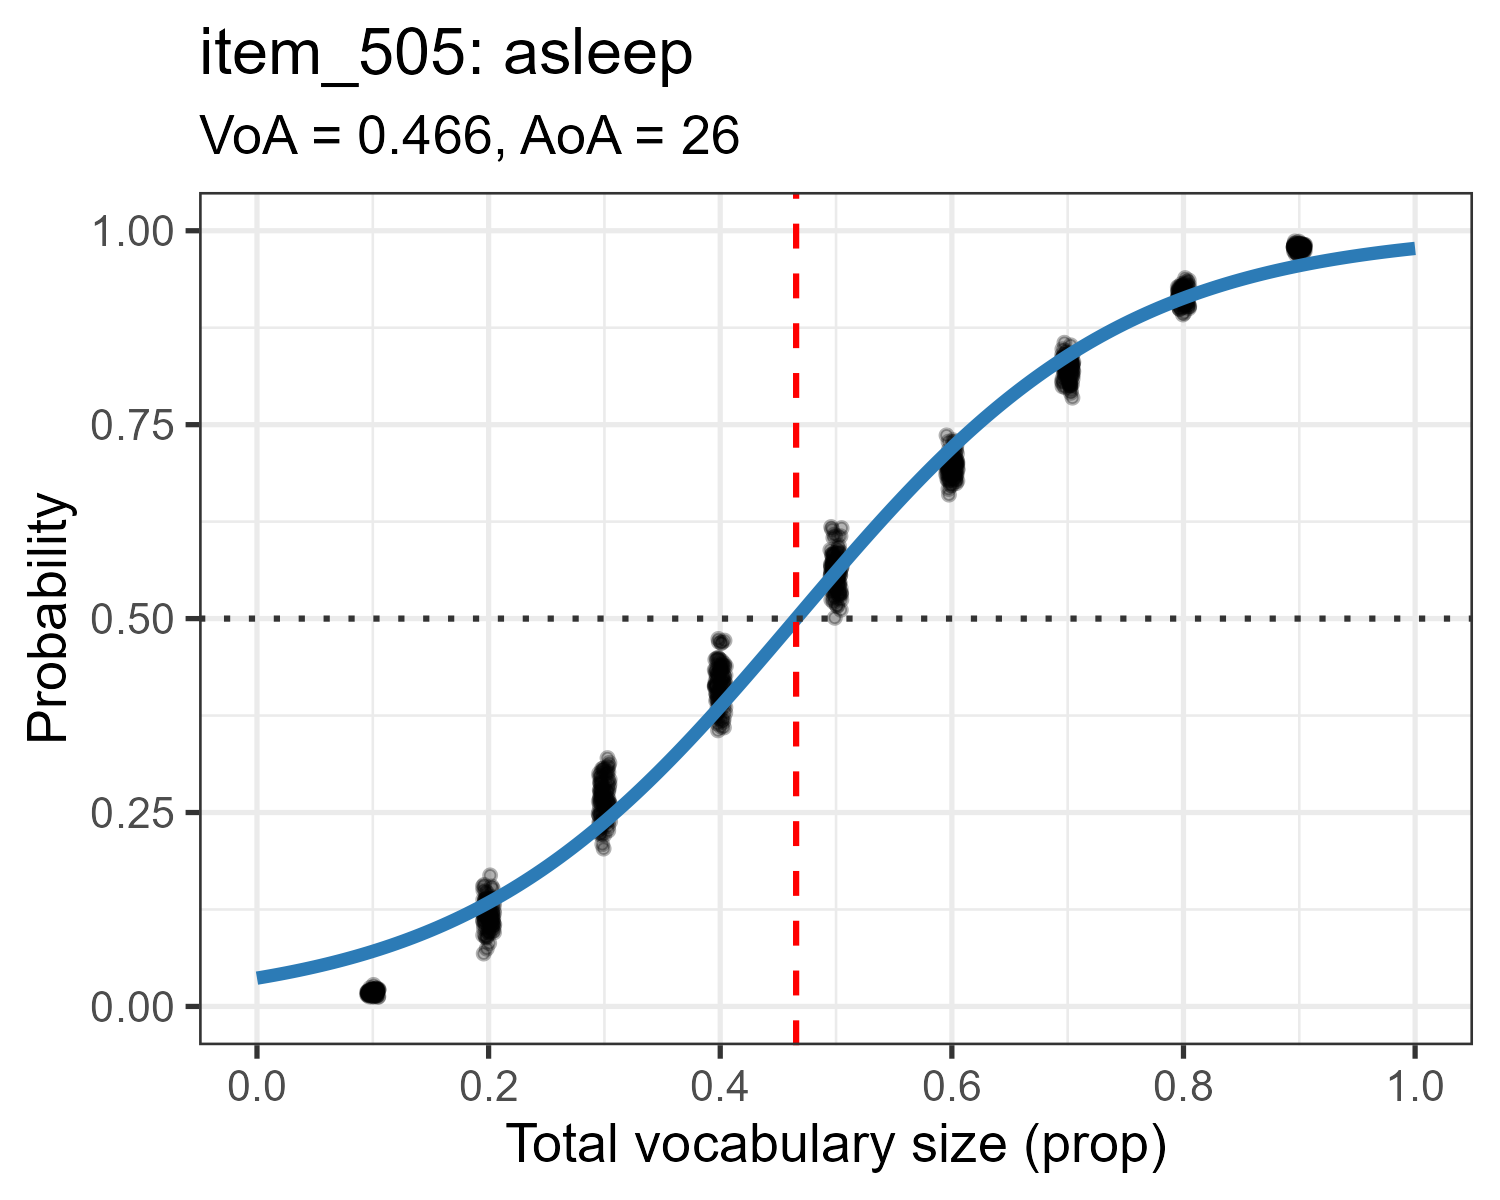 item_505: asleep
VoA = 0.466, AoA = 26
1.00
0.75
0.50
0.25
0.00
Probability
0.0 0.2 0.4 0.6 0.8 1.0
Total vocabulary size (prop)